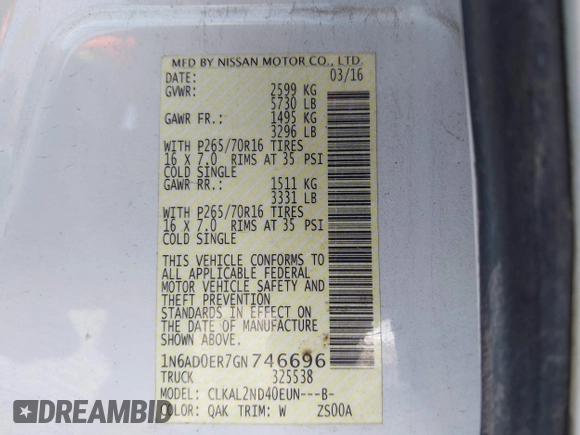 MFD BY NISSAN MOTOR CO., LTD.
DATE: 03/16
GVWR: 2599 KG
5730 LB
GAWR FR.: 1495 KG
3296 LB
WITH P265/70R16 TIRES
16 X 7.0 RIMS AT 35 PSI
COLD SINGLE
GAWR RR.: 1511 KG
3331 LB
WITH P265/70R16 TIRES
16 X 7.0 RIMS AT 35 PSI
COLD SINGLE
THIS VEHICLE CONFORMS TO
ALL APPLICABLE FEDERAL
MOTOR VEHICLE SAFETY AND
THEFT PREVENTION
STANDARDS IN EFFECT ON
THE DATE OF MANUFACTURE
SHOWN ABOVE.
1N6AD0ER7GN746696
TRUCK 325538
MODEL: CLKAL2ND40EUN---B-
COLOR: QAK TRIM: W ZS00A
DREAMERWELL